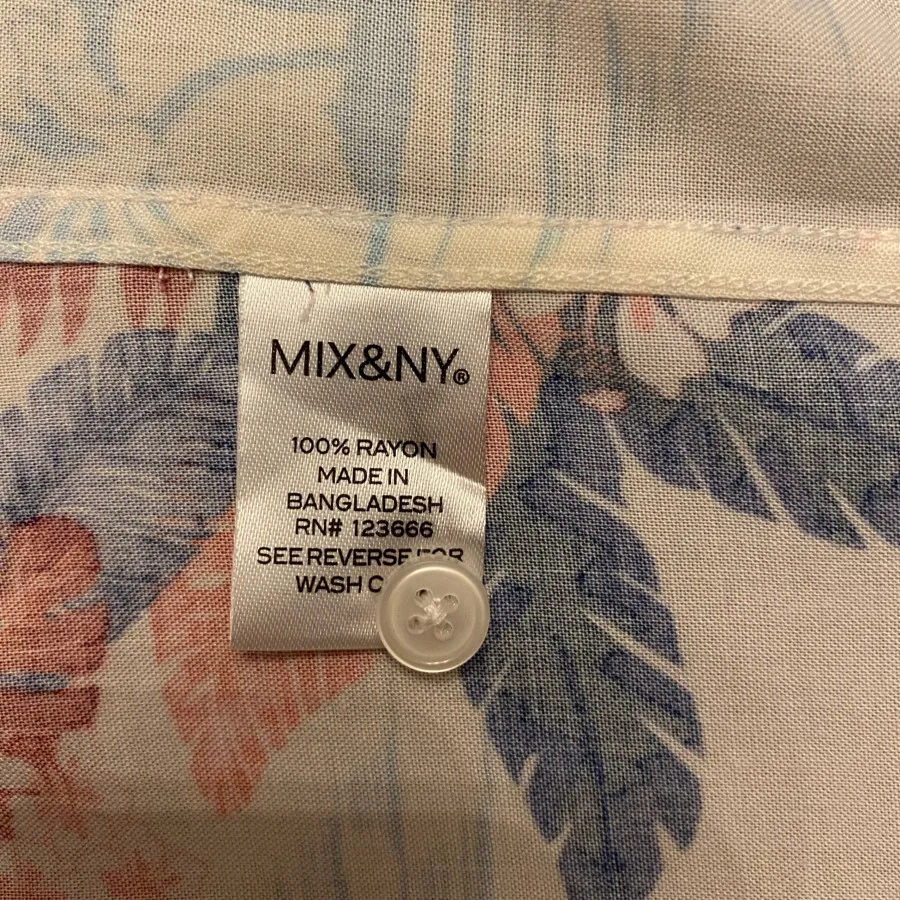 MIX&NY®
100% RAYON
MADE IN
BANGLADESH
RN# 123666
SEE REVERSE FOR
WASH